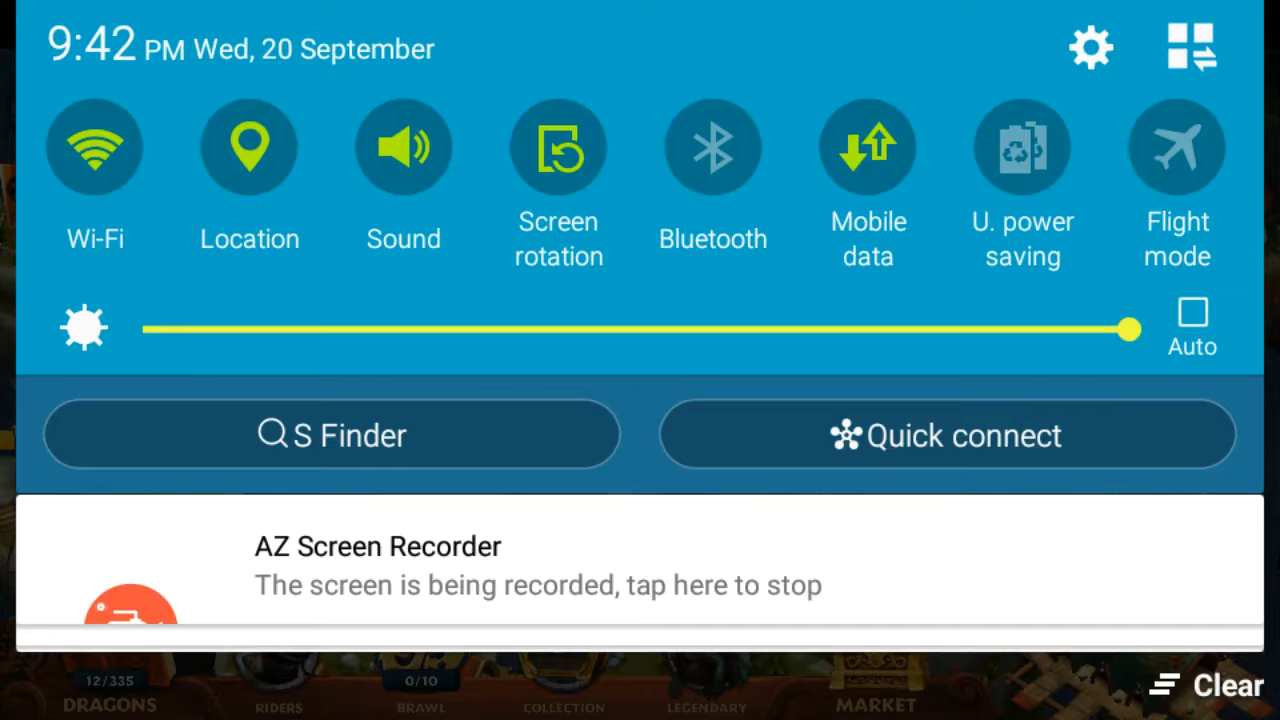 9:42 PM Wed, 20 September
Wi-Fi
Location
Sound
Screen
rotation
Bluetooth
Mobile
data
U. power
saving
Flight
mode
Auto
S Finder
Quick connect
AZ Screen Recorder
The screen is being recorded, tap here to stop
12/335
0/10
DRAGONS
RIDERS
BRAWL
COLLECTION
LEGENDARY
MARKET
Clear